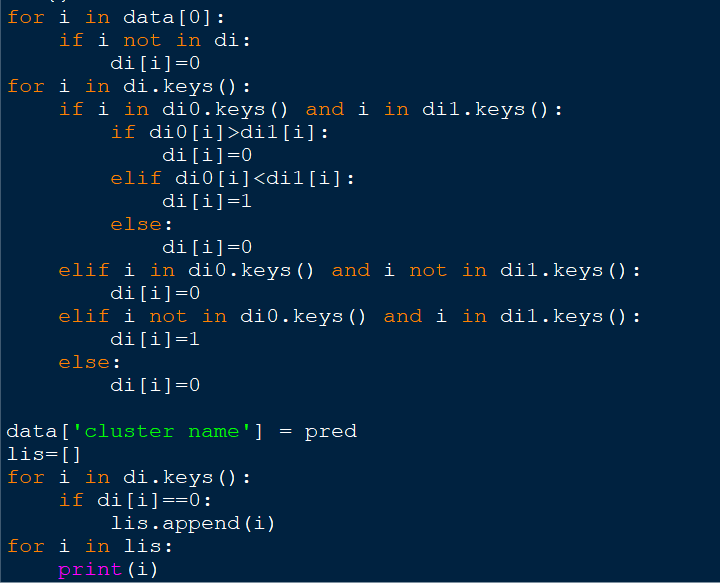 for i in data[0]:
    if i not in di:
        di[i]=0
for i in di.keys():
    if i in di0.keys() and i in di1.keys():
        if di0[i]>di1[i]:
            di[i]=0
        elif di0[i]<di1[i]:
            di[i]=1
        else:
            di[i]=0
    elif i in di0.keys() and i not in di1.keys():
        di[i]=0
    elif i not in di0.keys() and i in di1.keys():
        di[i]=1
    else:
        di[i]=0

data['cluster name'] = pred
lis=[]
for i in di.keys():
    if di[i]==0:
        lis.append(i)
for i in lis:
    print(i)